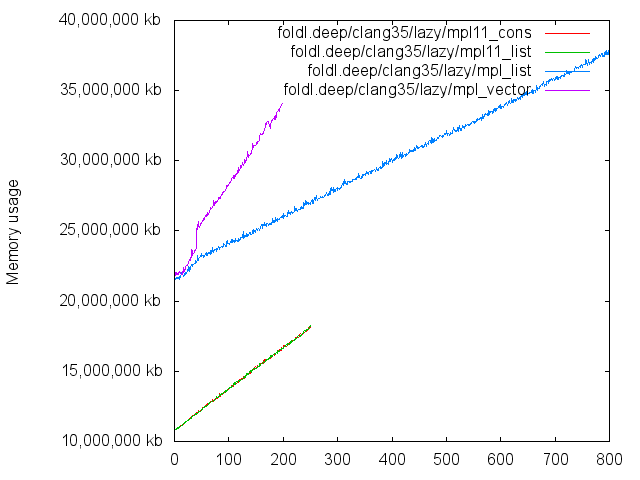 40,000,000 kb
35,000,000 kb
30,000,000 kb
25,000,000 kb
20,000,000 kb
15,000,000 kb
10,000,000 kb
Memory usage
foldl.deep/clang35/lazy/mpl11_cons
foldl.deep/clang35/lazy/mpl11_list
foldl.deep/clang35/lazy/mpl_list
foldl.deep/clang35/lazy/mpl_vector
0 100 200 300 400 500 600 700 800